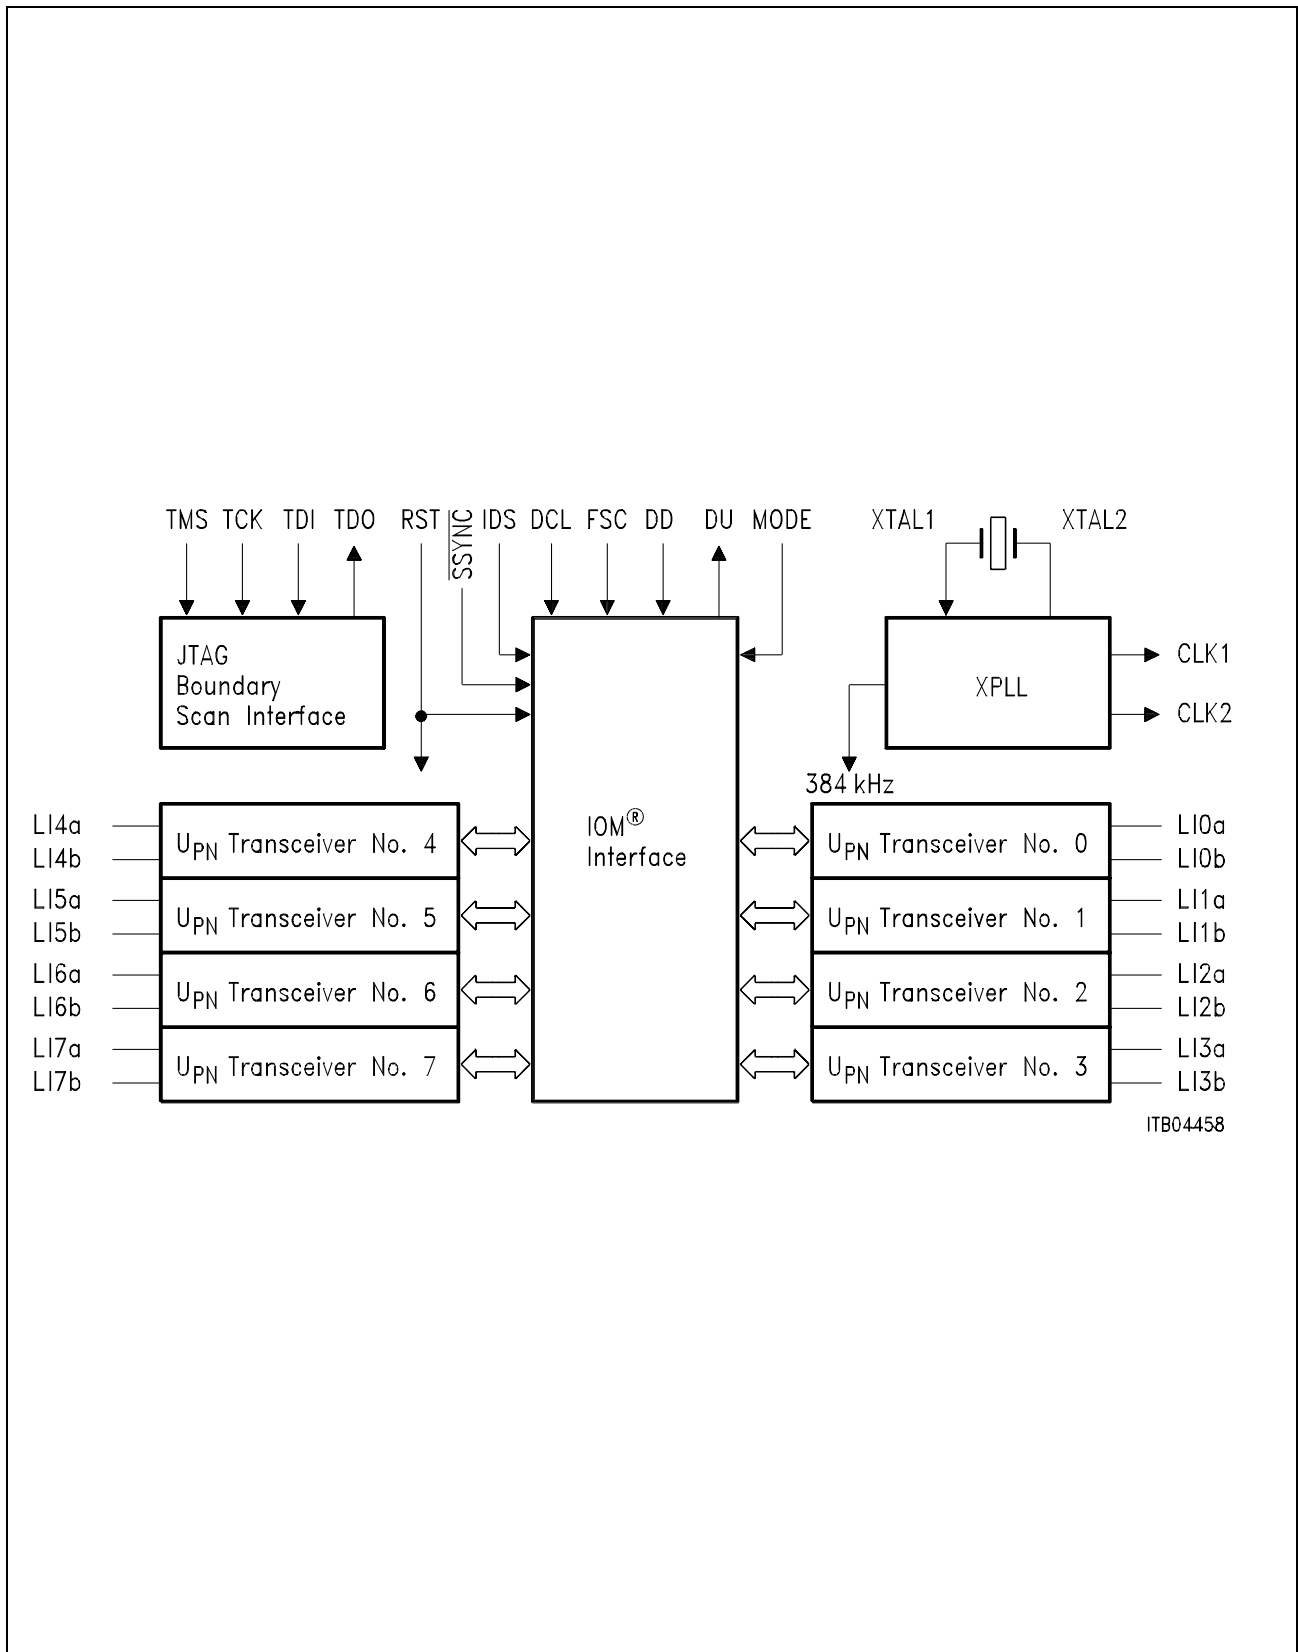 TMS TCK TDI TDO RST SSYNC IDS DCL FSC DD DU MODE XTAL1 XTAL2
JTAG
Boundary
Scan Interface
XPLL
CLK1
CLK2
384 kHz
IOM®
Interface
LI4a
LI4b
UPN Transceiver No. 4
LI5a
LI5b
UPN Transceiver No. 5
LI6a
LI6b
UPN Transceiver No. 6
LI7a
LI7b
UPN Transceiver No. 7
UPN Transceiver No. 0
LI0a
LI0b
UPN Transceiver No. 1
LI1a
LI1b
UPN Transceiver No. 2
LI2a
LI2b
UPN Transceiver No. 3
LI3a
LI3b
ITB04458